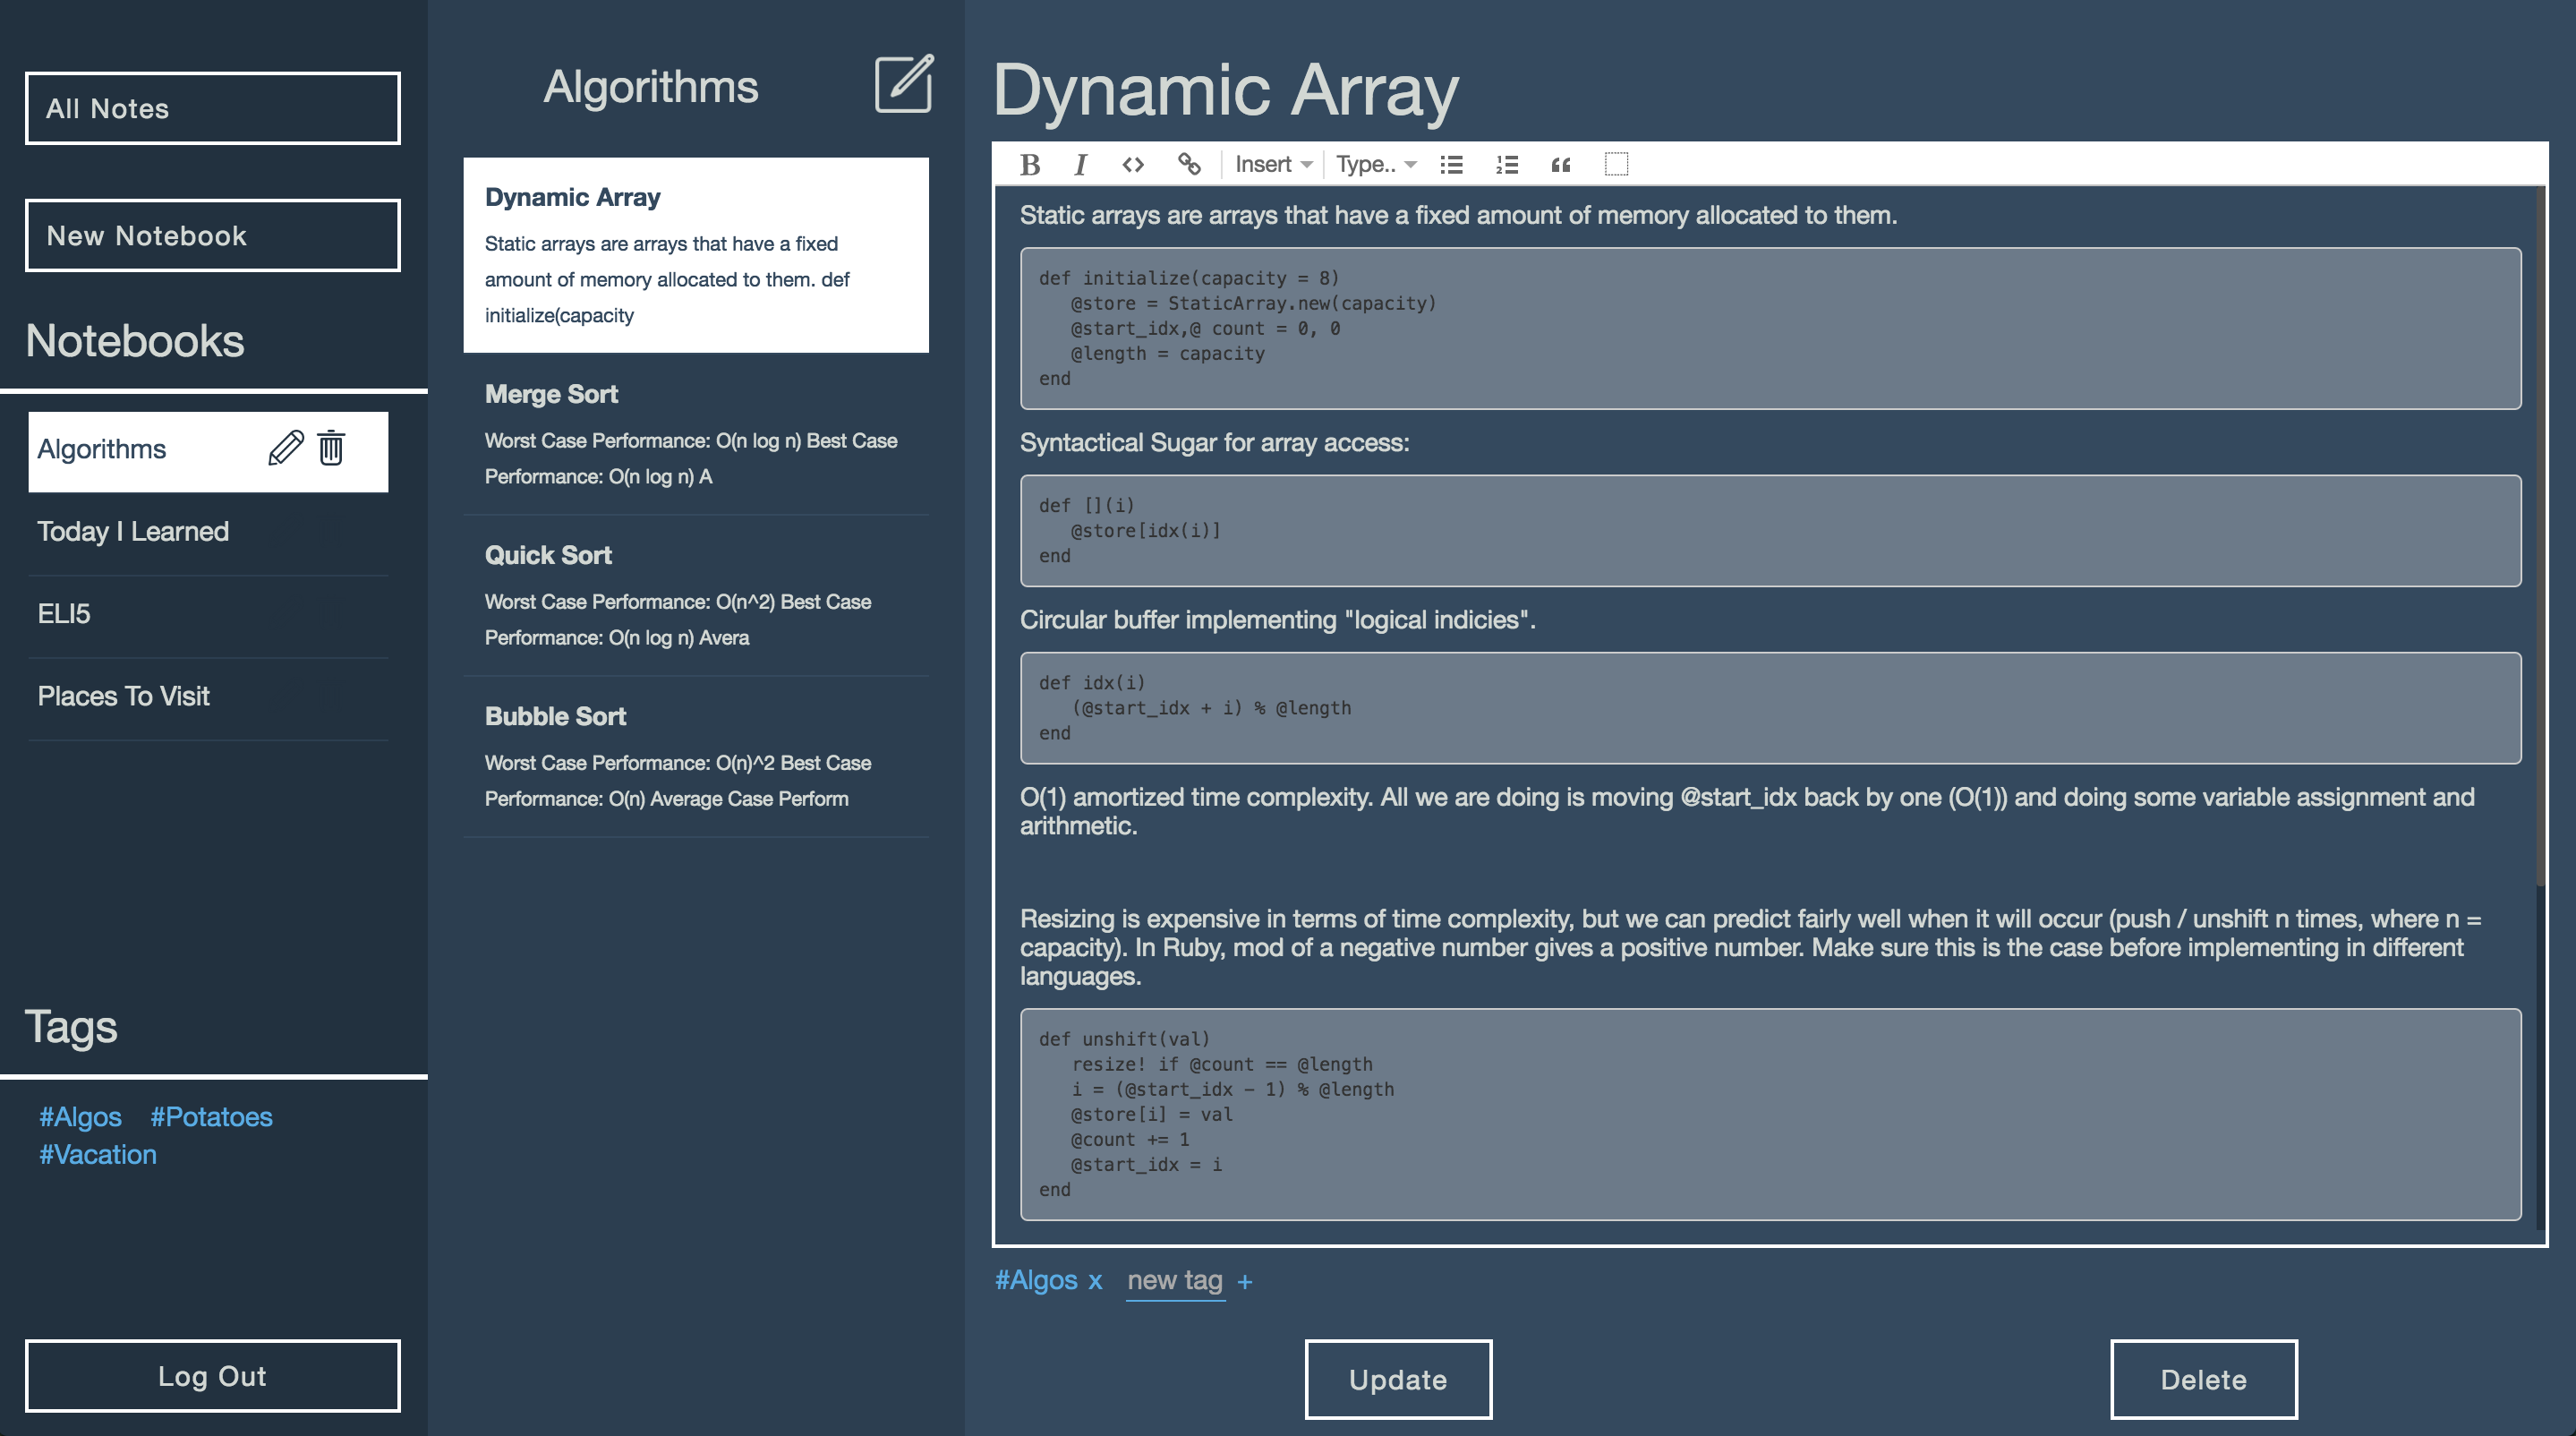 All Notes
New Notebook
Notebooks
Algorithms
Today I Learned
ELI5
Places To Visit
Tags
#Algos #Potatoes
#Vacation
Log Out
Algorithms
Dynamic Array
Static arrays are arrays that have a fixed
amount of memory allocated to them. def
initialize(capacity
Merge Sort
Worst Case Performance: O(n log n) Best Case
Performance: O(n log n) A
Quick Sort
Worst Case Performance: O(n^2) Best Case
Performance: O(n log n) Avera
Bubble Sort
Worst Case Performance: O(n)^2 Best Case
Performance: O(n) Average Case Perform
Dynamic Array
B I <> Insert Type..
Static arrays are arrays that have a fixed amount of memory allocated to them.
def initialize(capacity = 8)
   @store = StaticArray.new(capacity)
   @start_idx,@ count = 0, 0
   @length = capacity
end
Syntactical Sugar for array access:
def [](i)
   @store[idx(i)]
end
Circular buffer implementing "logical indicies".
def idx(i)
   (@start_idx + i) % @length
end
O(1) amortized time complexity. All we are doing is moving @start_idx back by one (O(1)) and doing some variable assignment and
arithmetic.
Resizing is expensive in terms of time complexity, but we can predict fairly well when it will occur (push / unshift n times, where n =
capacity). In Ruby, mod of a negative number gives a positive number. Make sure this is the case before implementing in different
languages.
def unshift(val)
   resize! if @count == @length
   i = (@start_idx - 1) % @length
   @store[i] = val
   @count += 1
   @start_idx = i
end
#Algos x new tag +
Update
Delete